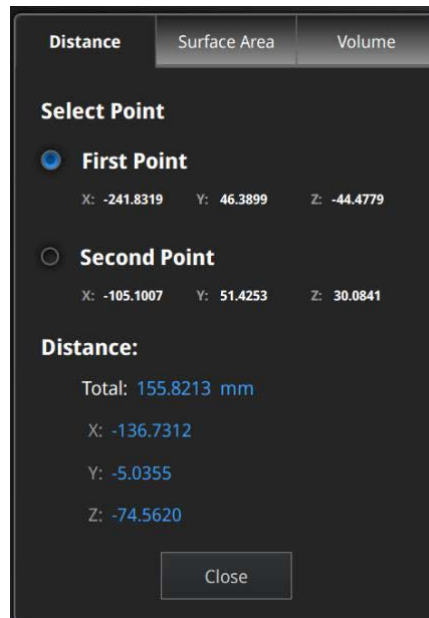 Distance Surface Area Volume
Select Point
First Point
X: -241.8319 Y: 46.3899 Z: -44.4779
Second Point
X: -105.1007 Y: 51.4253 Z: 30.0841
Distance:
Total: 155.8213 mm
X: -136.7312
Y: -5.0355
Z: -74.5620
Close